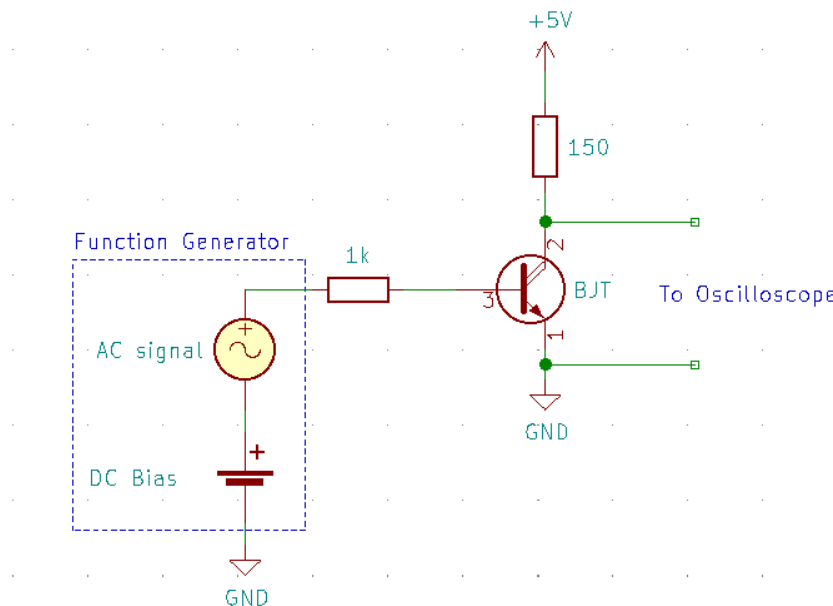 +5V
150
Function Generator
1k
2
3
BJT
To Oscilloscope
+
AC signal
1
GND
+
DC Bias
GND